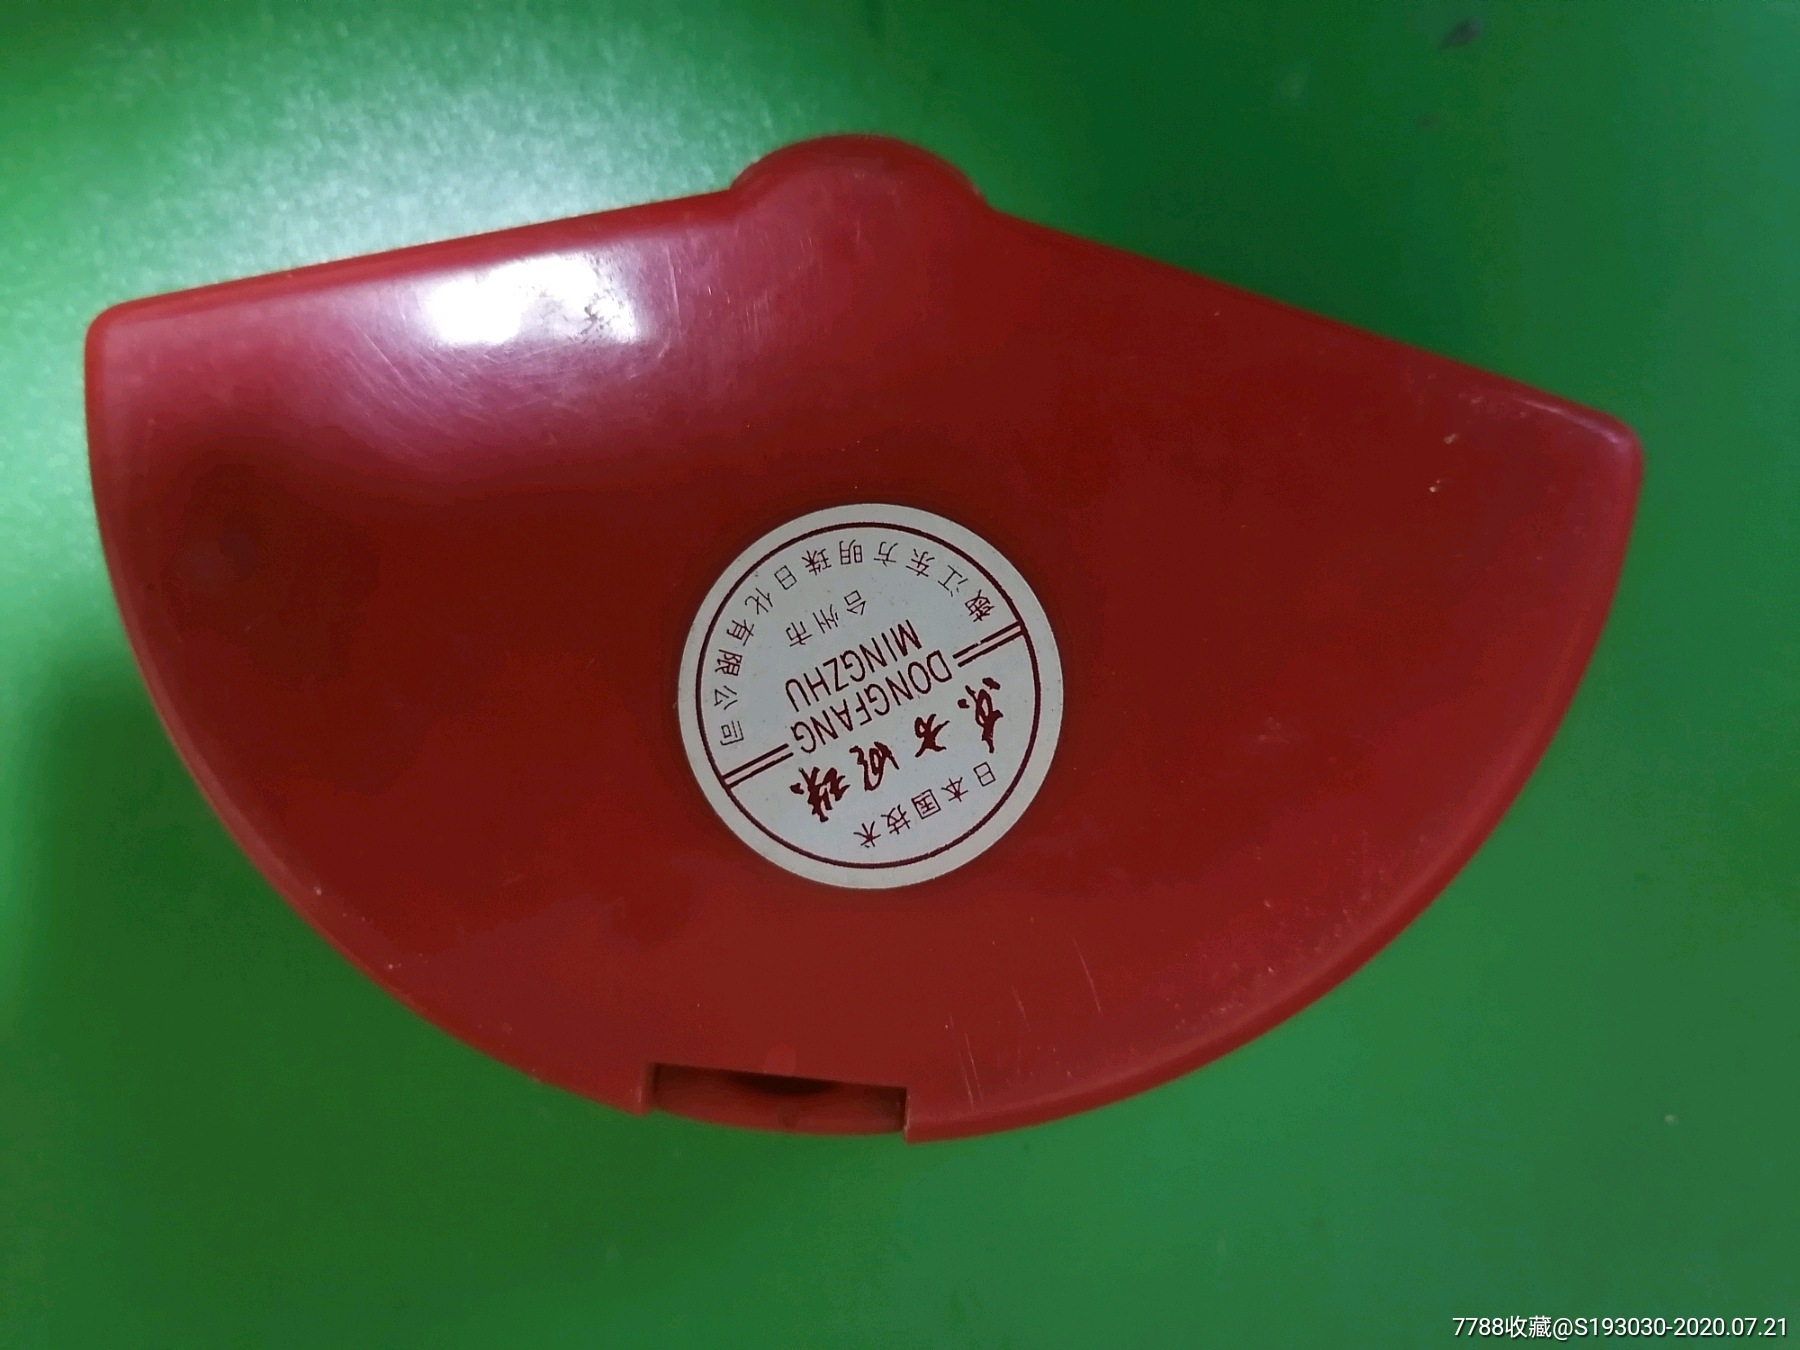 日本国技术
东方明珠
DONGFANG
MINGZHU
台州市
江东方明珠日化有限公司
7788收藏@S193030-2020.07.21